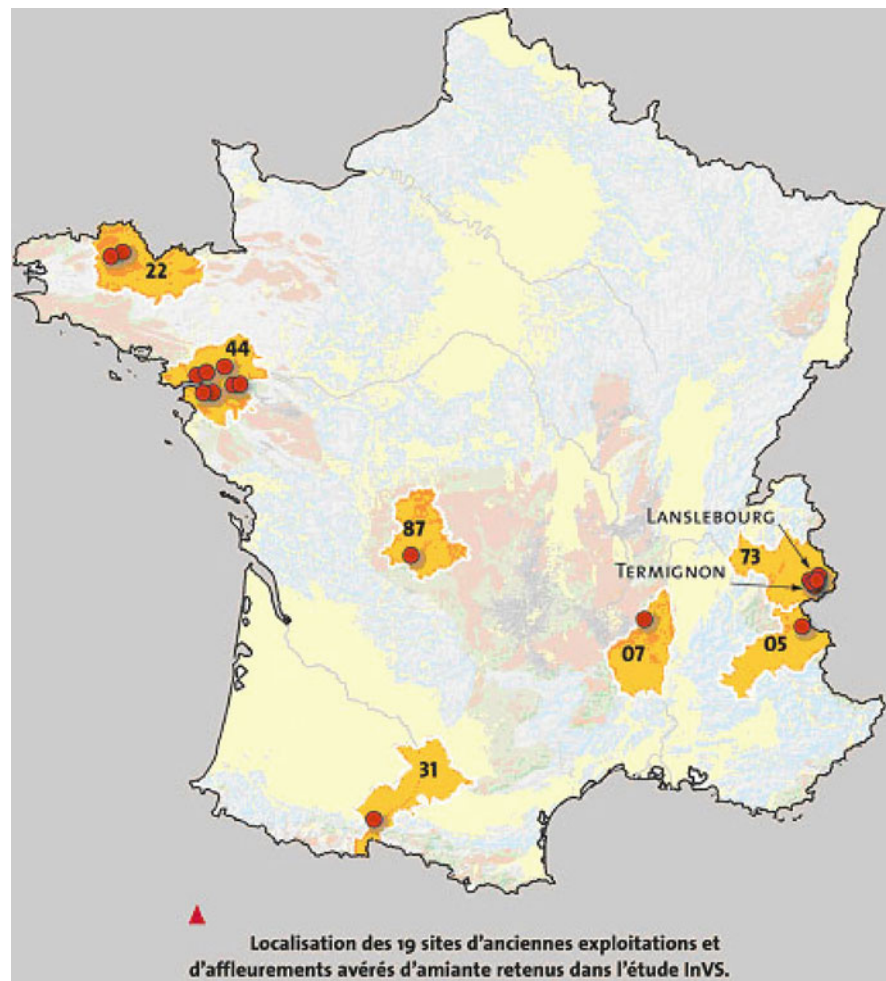 22
44
87
LANSLEBOURG
73
TERMIGNON
07
05
31
Localisation des 19 sites d'anciennes exploitations et
d'affleurements avérés d'amiante retenus dans l'étude InVS.